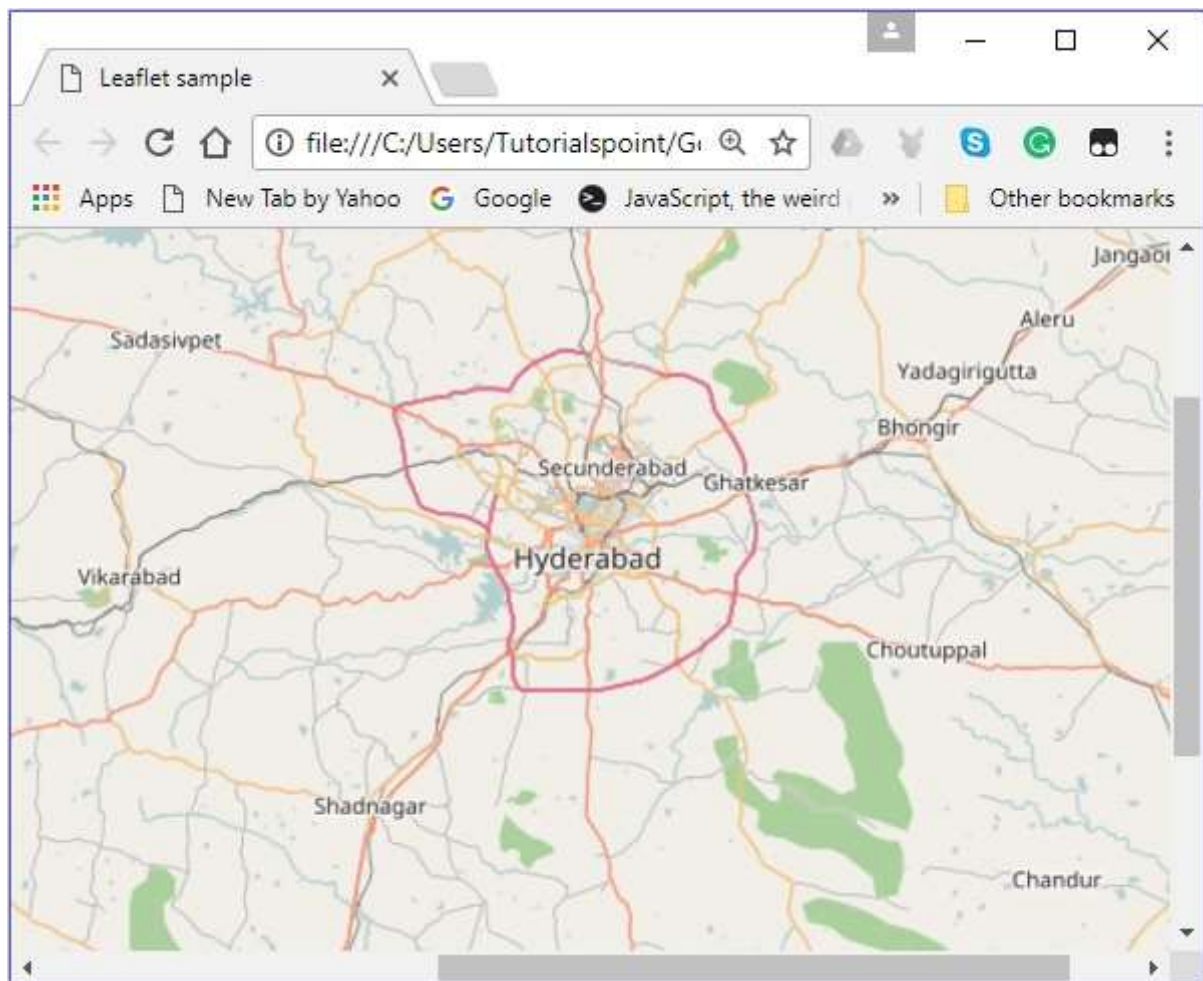 Leaflet sample
file:///C:/Users/Tutorialspoint/G
Apps New Tab by Yahoo Google JavaScript, the weird » Other bookmarks
Jangaon
Aleru
Sadasivpet
Yadagirigutta
Bhongir
Secunderabad
Ghatkesar
Hyderabad
Vikarabad
Choutuppal
Shadnagar
Chandur